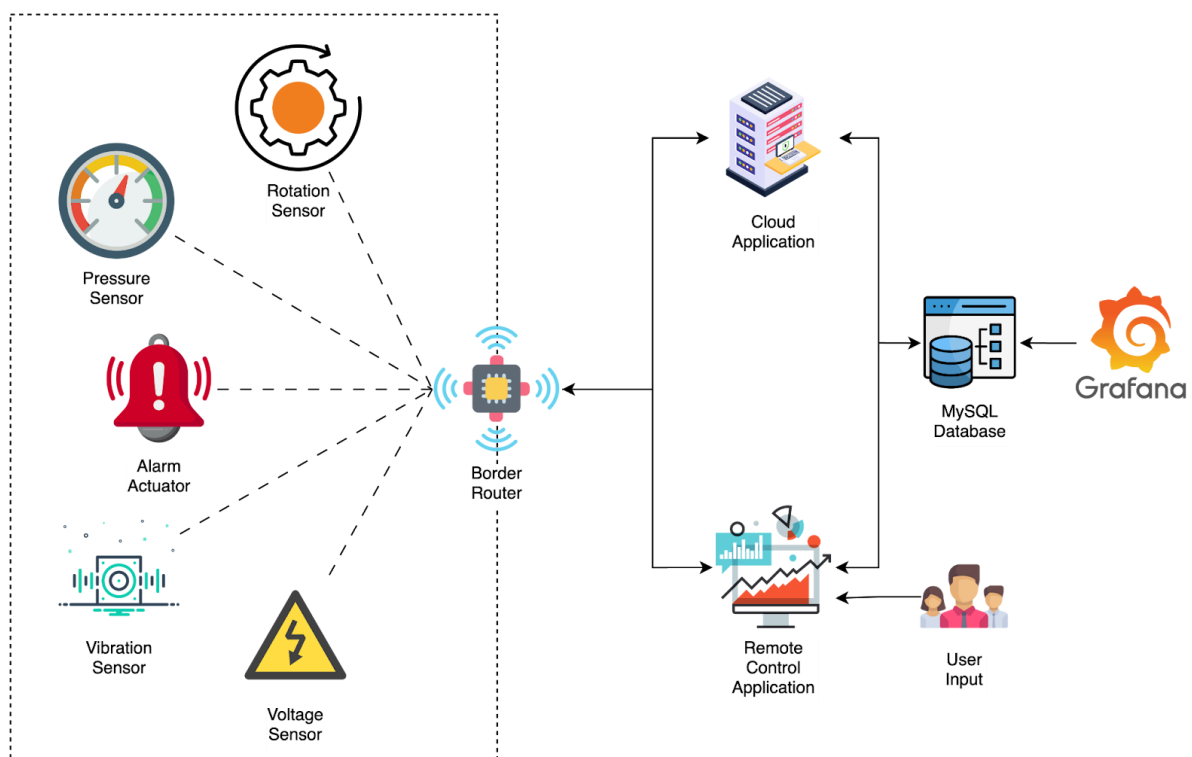 Rotation
Sensor
Pressure
Sensor
Alarm
Actuator
Vibration
Sensor
Voltage
Sensor
Border
Router
Cloud
Application
MySQL
Database
Grafana
Remote
Control
Application
User
Input